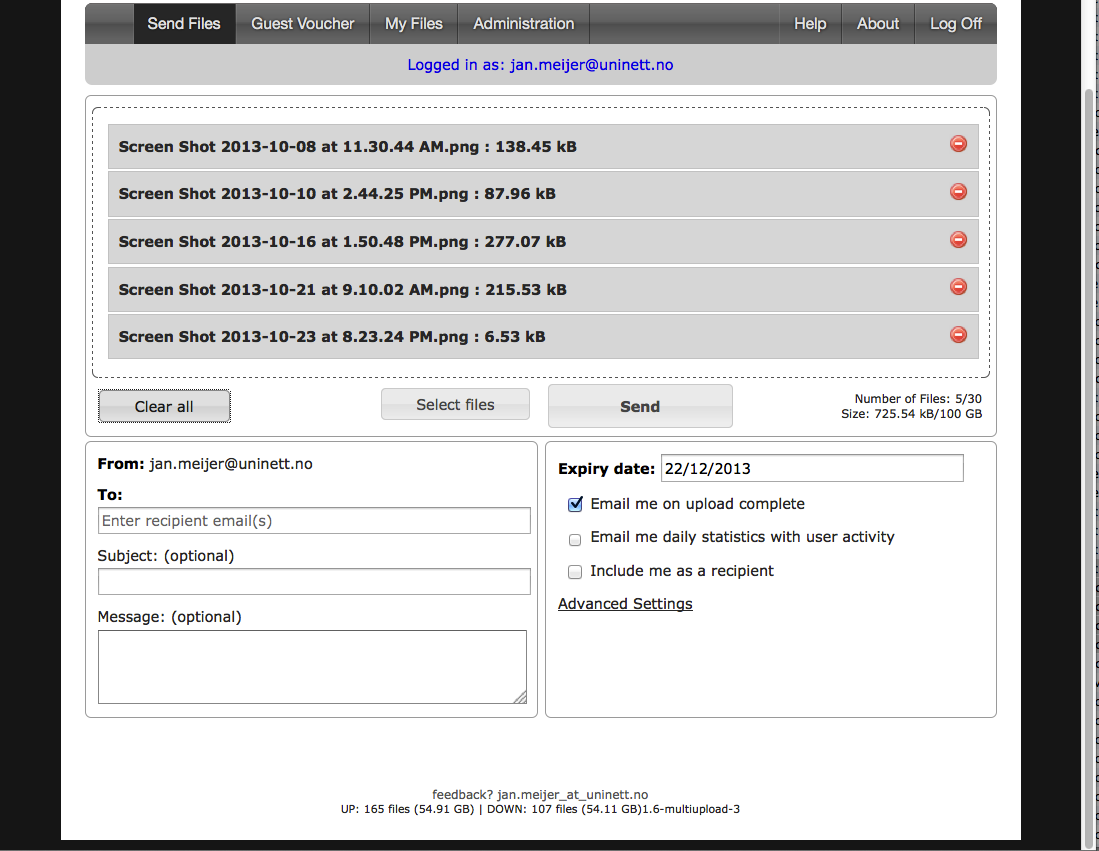 Send Files Guest Voucher My Files Administration Help About Log Off
Logged in as: jan.meijer@uninett.no
Screen Shot 2013-10-08 at 11.30.44 AM.png : 138.45 kB
Screen Shot 2013-10-10 at 2.44.25 PM.png : 87.96 kB
Screen Shot 2013-10-16 at 1.50.48 PM.png : 277.07 kB
Screen Shot 2013-10-21 at 9.10.02 AM.png : 215.53 kB
Screen Shot 2013-10-23 at 8.23.24 PM.png : 6.53 kB
Clear all Select files Send
Number of Files: 5/30
Size: 725.54 kB/100 GB
From: jan.meijer@uninett.no
To:
Enter recipient email(s)
Subject: (optional)
Message: (optional)
Expiry date: 22/12/2013
Email me on upload complete
Email me daily statistics with user activity
Include me as a recipient
Advanced Settings
feedback? jan.meijer_at_uninett.no
UP: 165 files (54.91 GB) | DOWN: 107 files (54.11 GB)1.6-multiupload-3